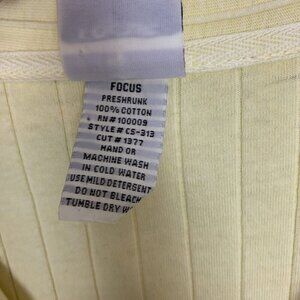 FOCUS
PRESHRUNK
100% COTTON
RN # 100009
STYLE # CS-313
CUT # 1377
HAND OR
MACHINE WASH
IN COLD WATER
USE MILD DETERGENT
DO NOT BLEACH
TUMBLE DRY